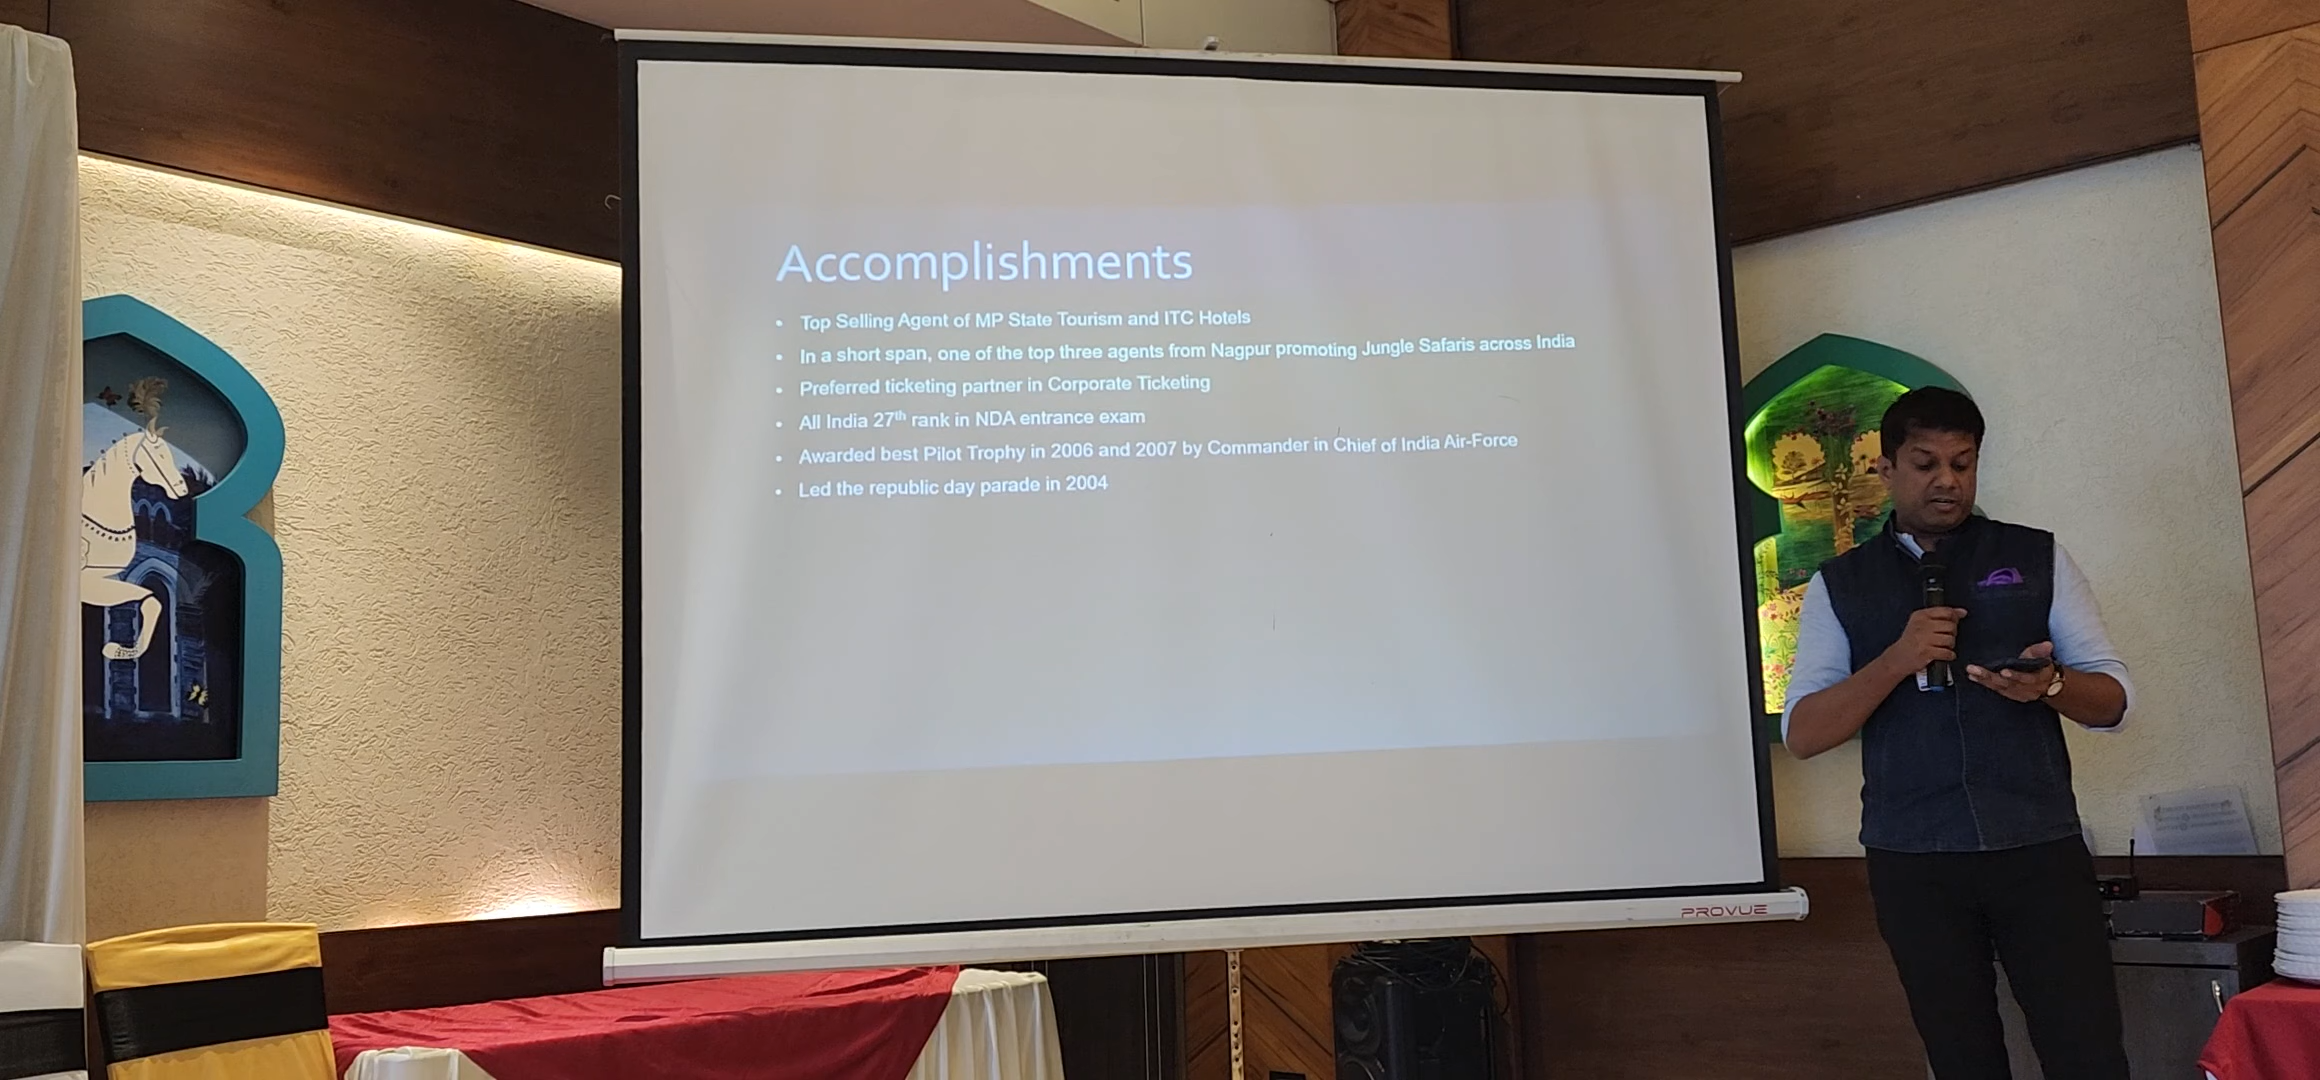 Accomplishments
• Top Selling Agent of MP State Tourism and ITC Hotels
• In a short span, one of the top three agents from Nagpur promoting Jungle Safaris across India
• Preferred ticketing partner in Corporate Ticketing
• All India 27th rank in NDA entrance exam
• Awarded best Pilot Trophy in 2006 and 2007 by Commander in Chief of India Air-Force
• Led the republic day parade in 2004
PROVUE